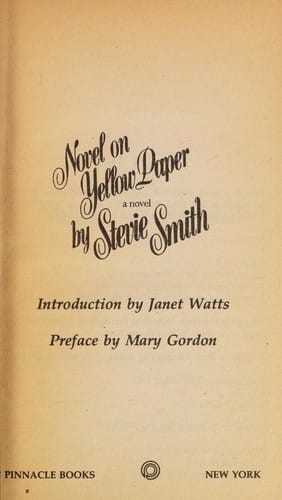 Novel on
Yellow Paper
a novel
by Stevie Smith
Introduction by Janet Watts
Preface by Mary Gordon
PINNACLE BOOKS NEW YORK